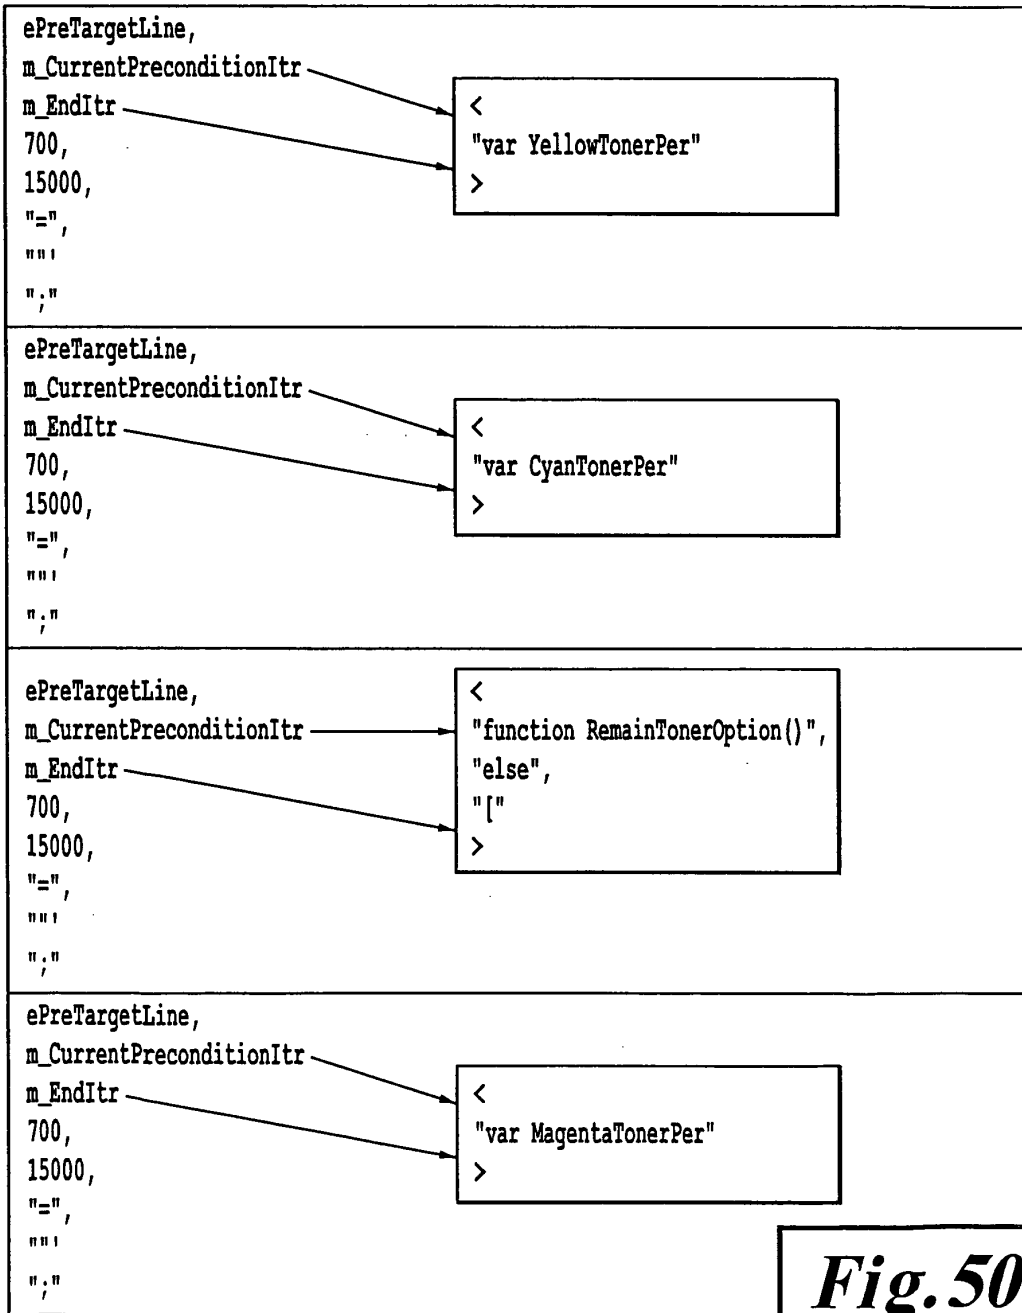 ePreTargetLine,
m_CurrentPreconditionItr
m_EndItr
700,
15000,
"=",
""'
";"
<
"var YellowTonerPer"
>
ePreTargetLine,
m_CurrentPreconditionItr
m_EndItr
700,
15000,
"=",
""'
";"
<
"var CyanTonerPer"
>
ePreTargetLine,
m_CurrentPreconditionItr
m_EndItr
700,
15000,
"=",
""'
";"
<
"function RemainTonerOption()",
"else",
"["
>
ePreTargetLine,
m_CurrentPreconditionItr
m_EndItr
700,
15000,
"=",
""'
";"
<
"var MagentaTonerPer"
>
Fig. 50